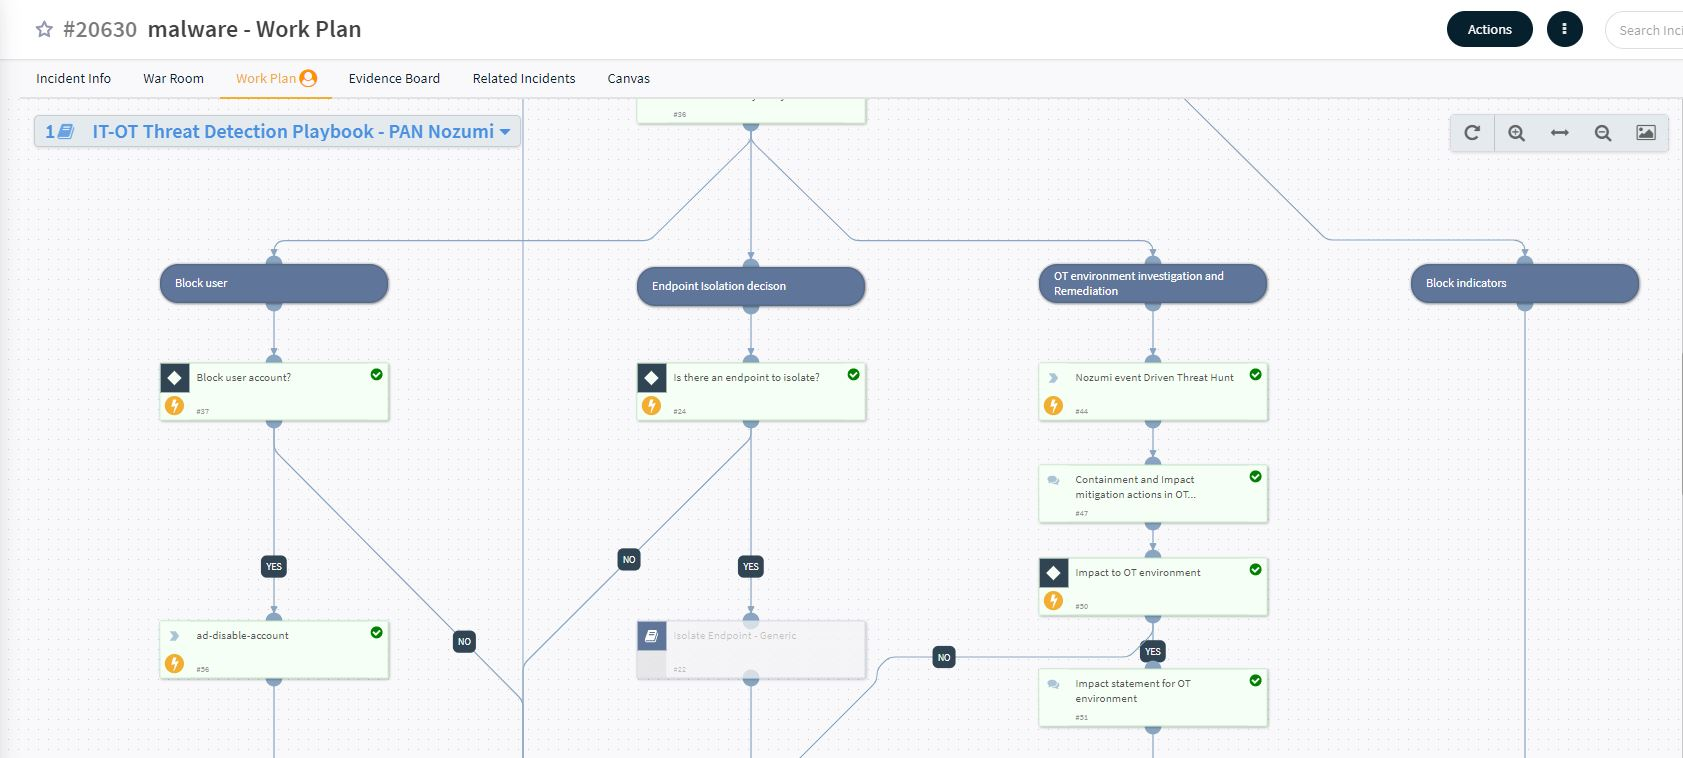 #20630 malware - Work Plan
Actions
Search Inci
Incident Info
War Room
Work Plan
Evidence Board
Related Incidents
Canvas
1 IT-OT Threat Detection Playbook - PAN Nozumi
#36
Block user
Endpoint Isolation decison
OT environment investigation and
Remediation
Block indicators
Block user account?
#37
Is there an endpoint to isolate?
#24
Nozumi event Driven Threat Hunt
#44
Containment and Impact
mitigation actions in OT...
#47
YES
NO
YES
Impact to OT environment
#50
ad-disable-account
#56
NO
Isolate Endpoint - Generic
#22
NO
YES
Impact statement for OT
environment
#51